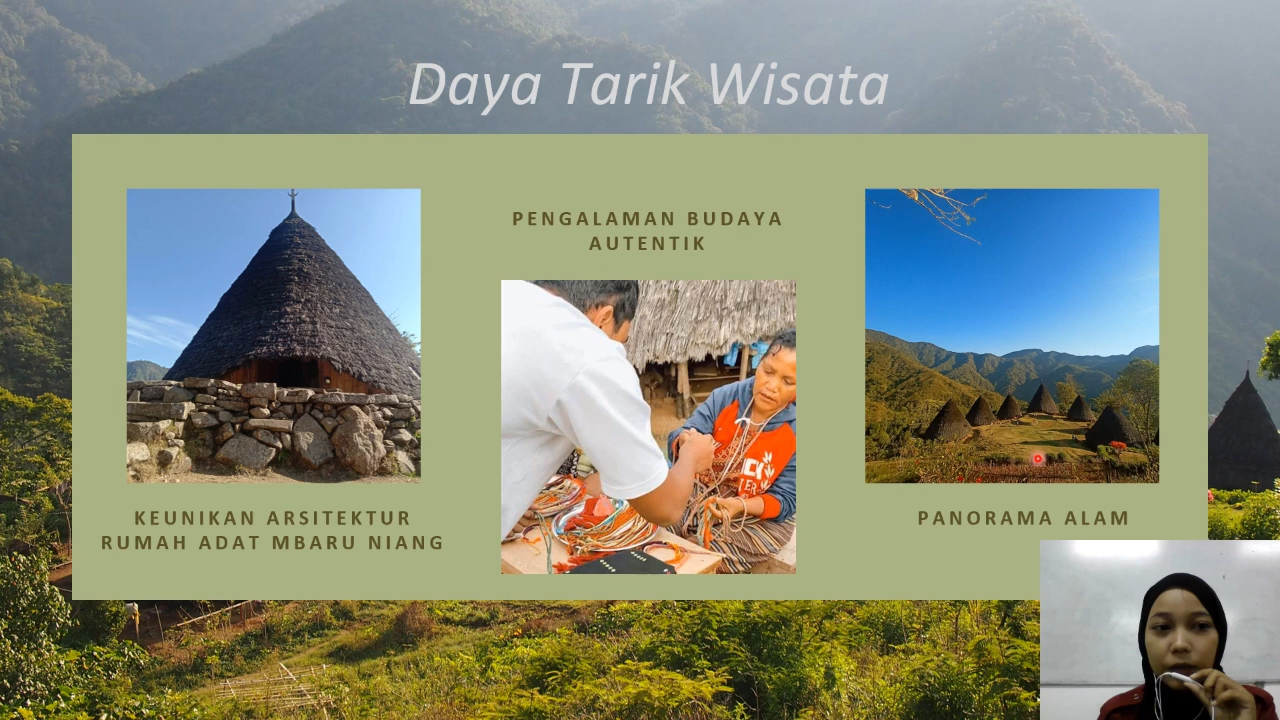 Daya Tarik Wisata
KEUNIKAN ARSITEKTUR
RUMAH ADAT MBARU NIANG
PENGALAMAN BUDAYA
AUTENTIK
PANORAMA ALAM